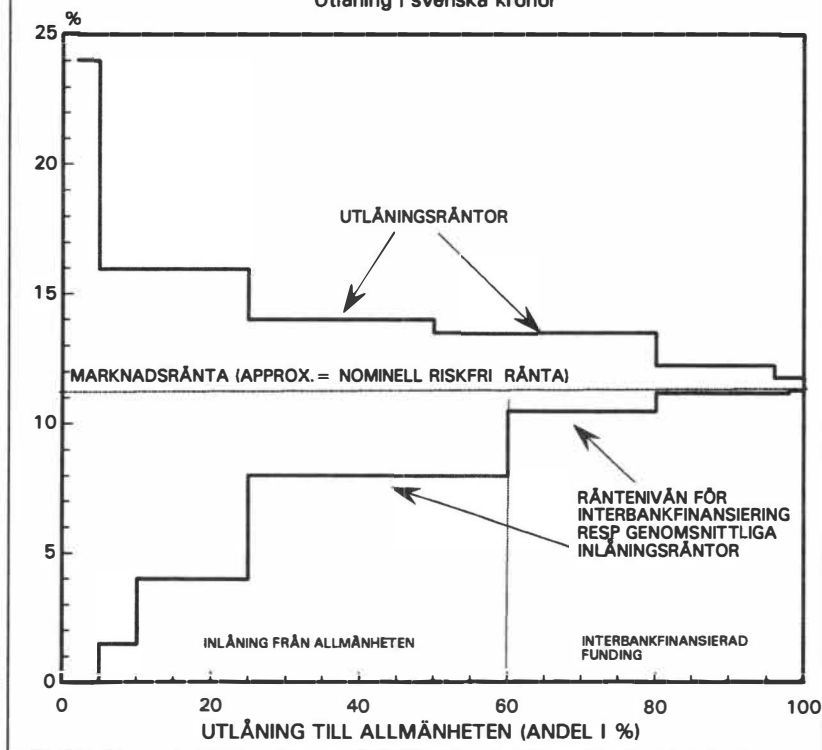 Utlåning i svenska kronor
%
25
20
UTLÅNINGSRÄNTOR
15
MARKNADSRÄNTA (APPROX. = NOMINELL RISKFRI RÄNTA)
10
RÄNTENIVÅN FÖR
INTERBANKFINANSIERING
RESP GENOMSNITTLIGA
INLÅNINGSRÄNTOR
5
INLÅNING FRÅN ALLMÄNHETEN
INTERBANKFINANSIERAD
FUNDING
0
0 20 40 60 80 100
UTLÅNING TILL ALLMÄNHETEN (ANDEL I %)